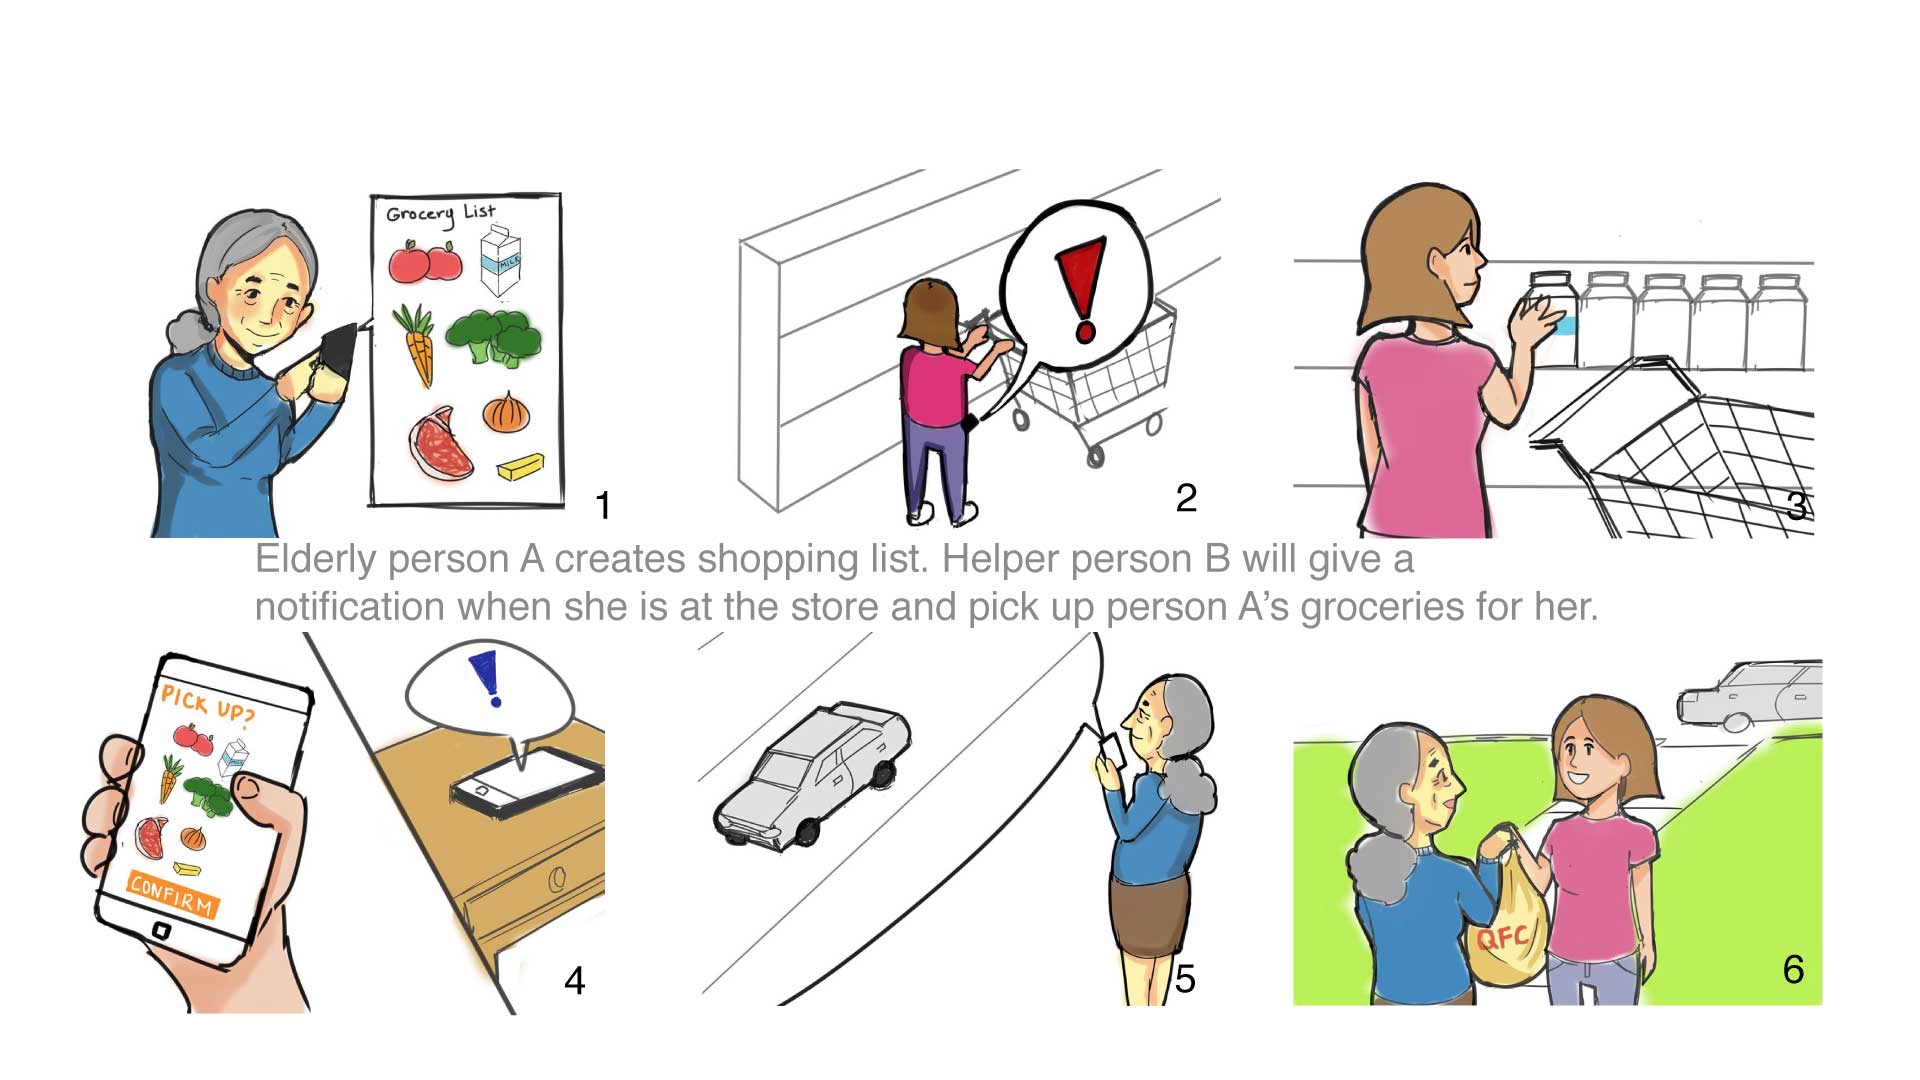 Grocery List
MILK
1
2
3
Elderly person A creates shopping list. Helper person B will give a
notification when she is at the store and pick up person A's groceries for her.
PICK UP?
CONFIRM
4
5
QFC
6